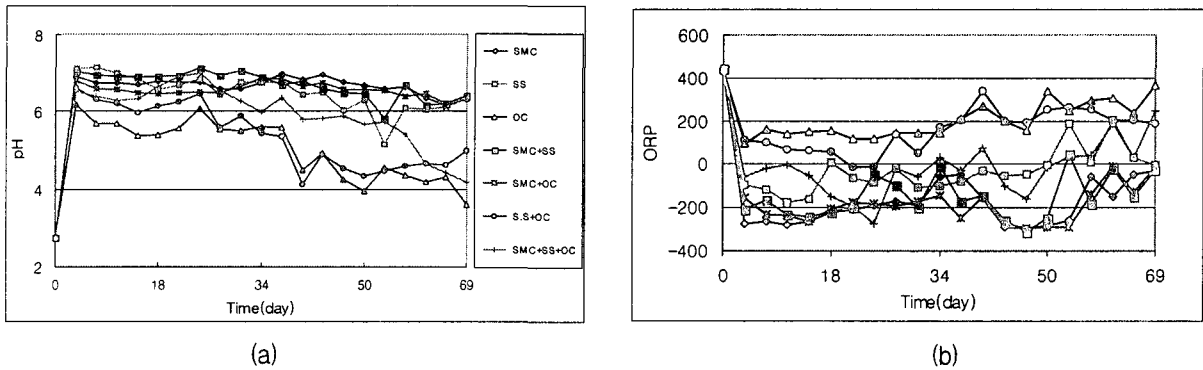 8
6
4
2
pH
0
18
34
50
69
Time(day)
SMC
SS
OC
SMC+SS
SMC+OC
S.S+OC
SMC+SS+OC
(a)
600
400
200
0
−200
−400
ORP
0
18
34
50
69
Time(day)
(b)